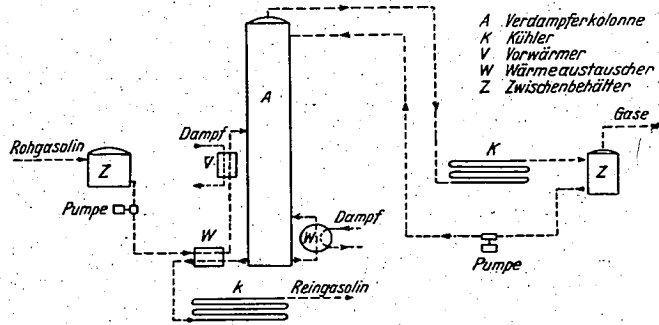 A Verdampferkolonne
K Kühler
V Vorwärmer
W Wärmeaustauscher
Z Zwischenbehälter
A
Gase
Dampf
Rohgasolin
V
K
Z
Z
Pumpe
Dampf
W
W
Pumpe
K
Reingasolin